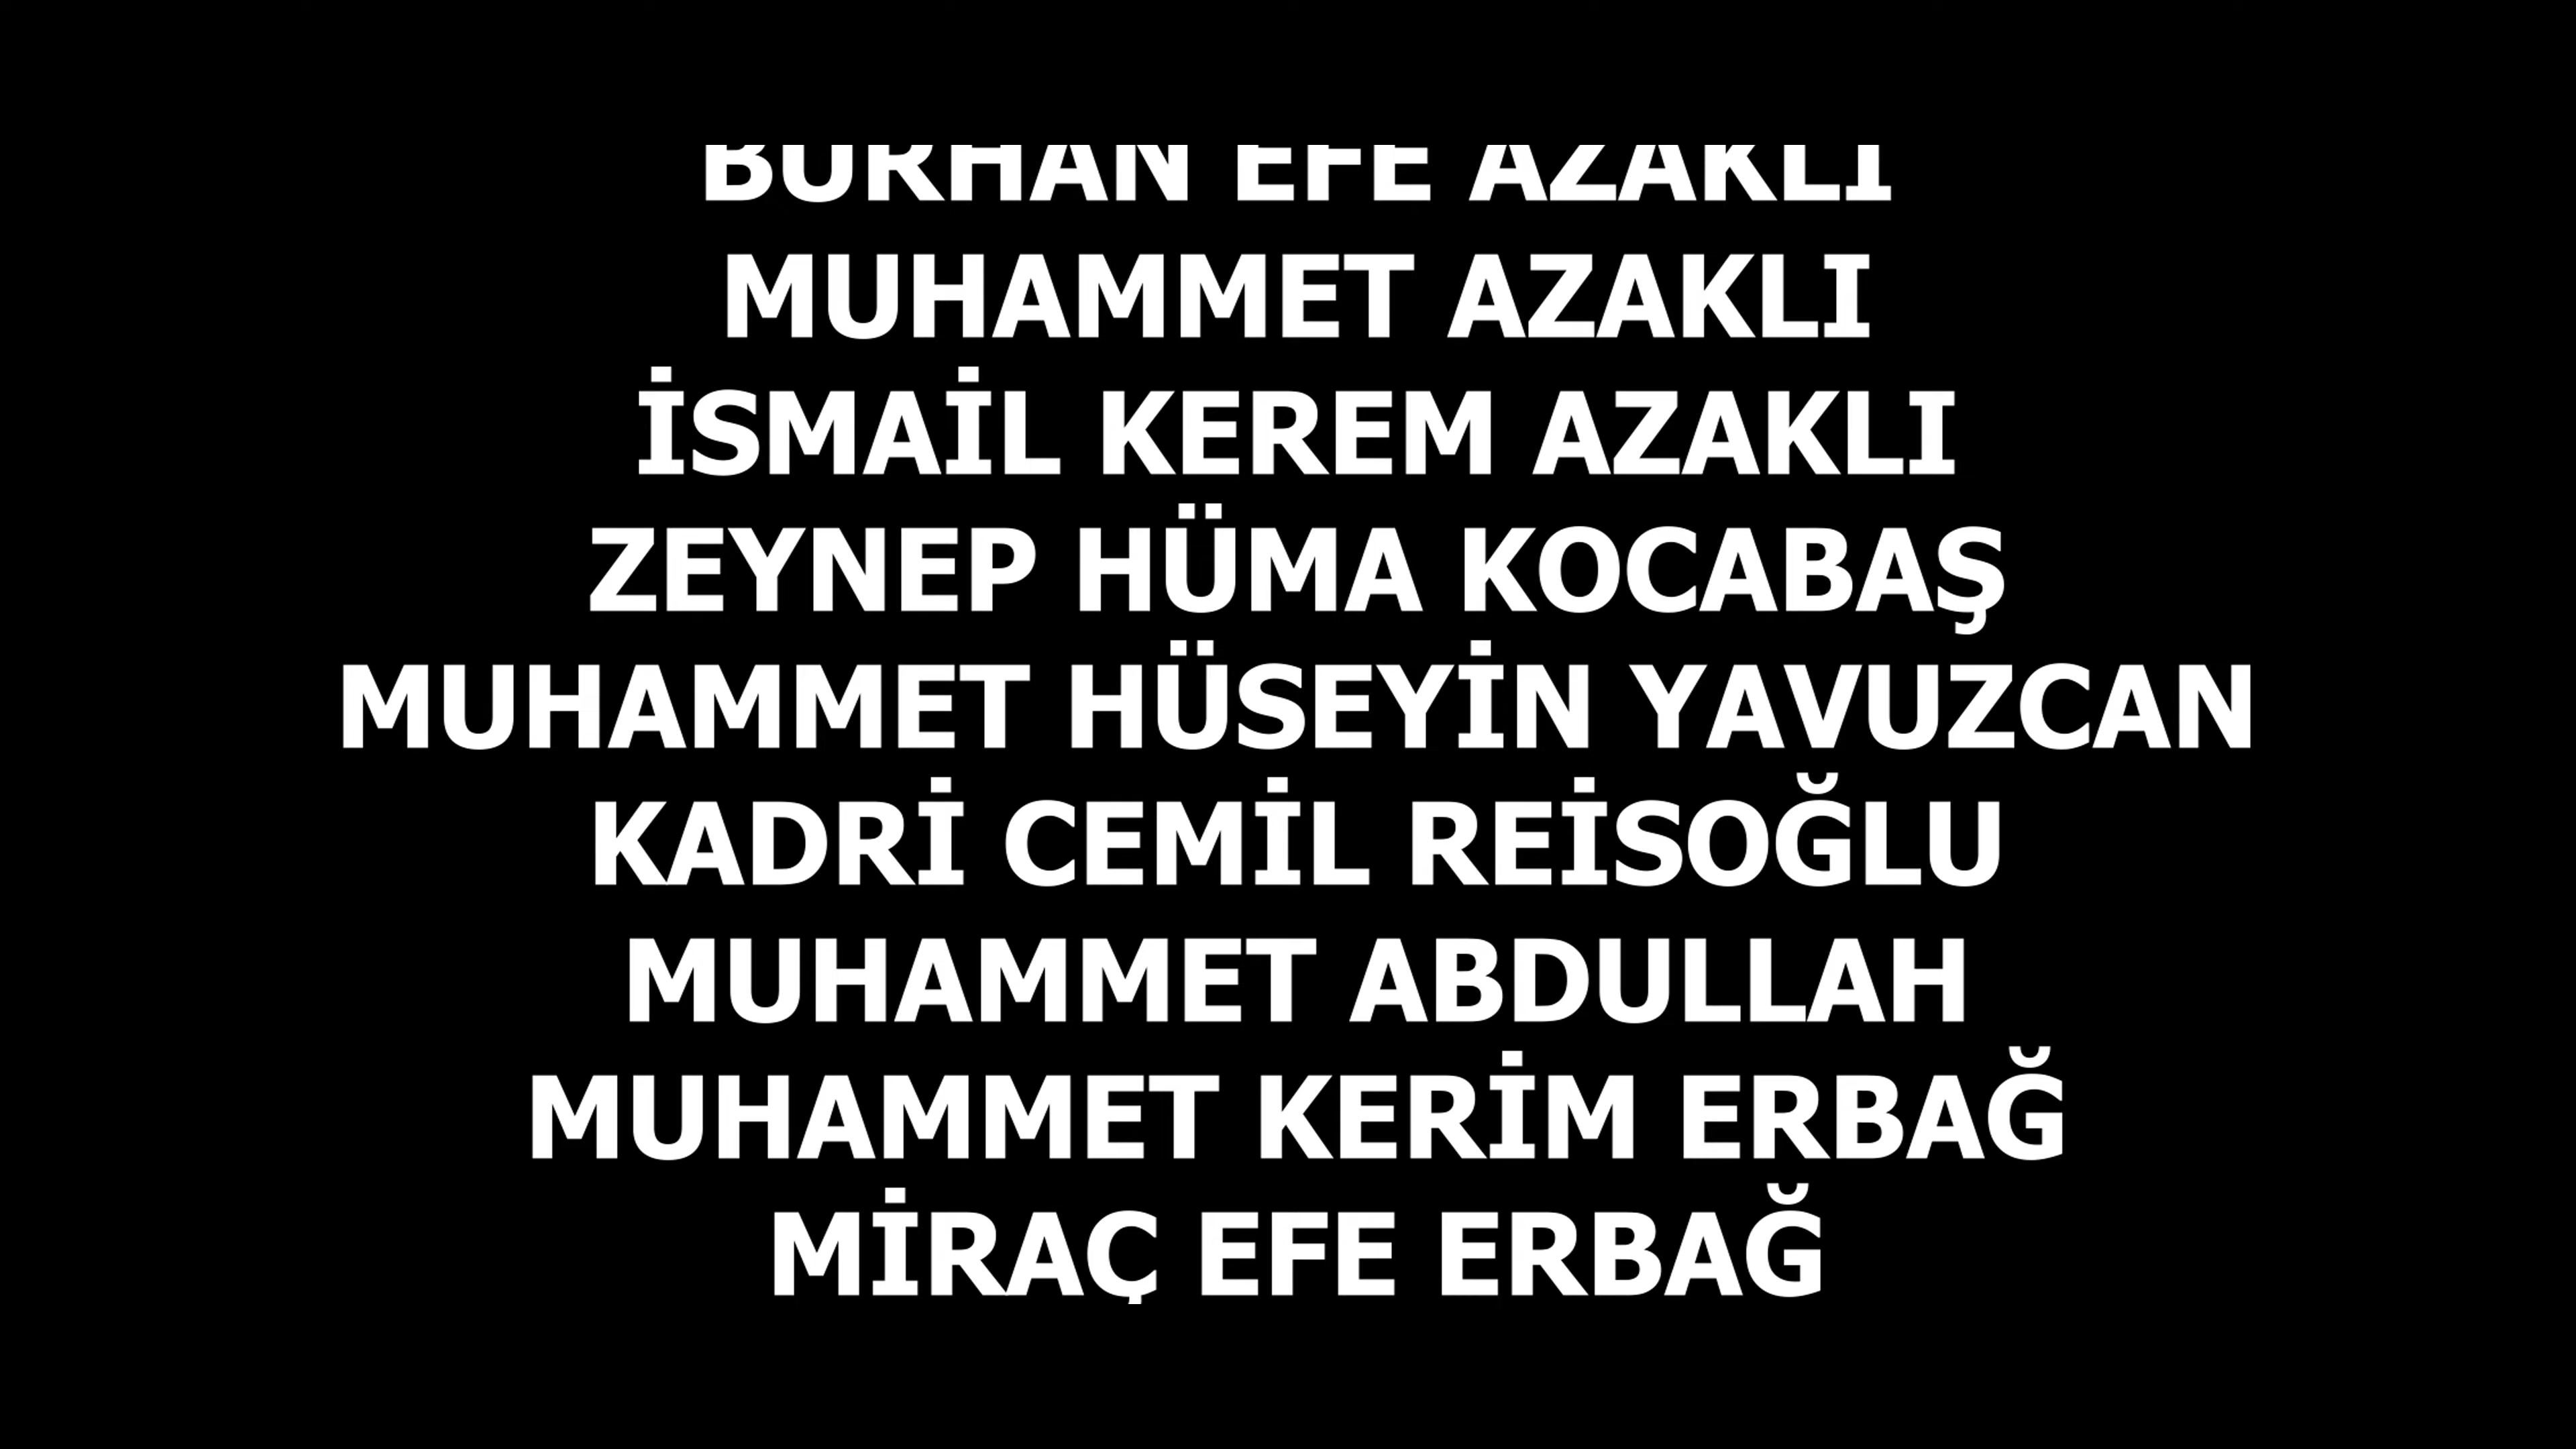 BURHAN EFE AZAKLI
MUHAMMET AZAKLI
İSMAİL KEREM AZAKLI
ZEYNEP HÜMA KOCABAŞ
MUHAMMET HÜSEYİN YAVUZCAN
KADRİ CEMİL REİSOĞLU
MUHAMMET ABDULLAH
MUHAMMET KERİM ERBAĞ
MİRAÇ EFE ERBAĞ